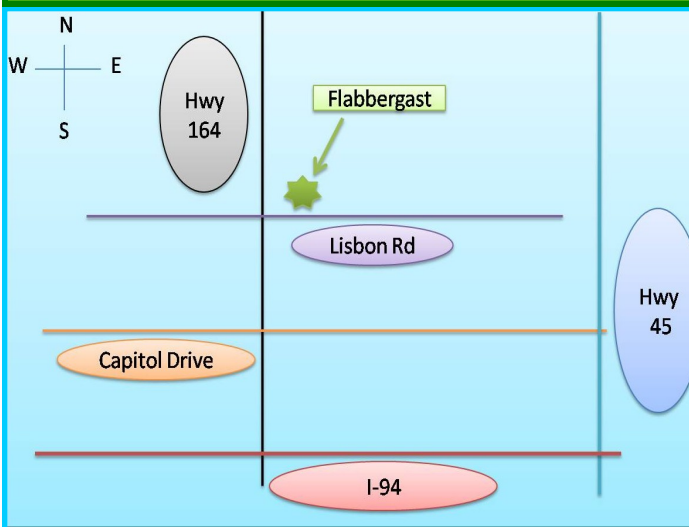 N
W E
S
Hwy
164
Flabbergast
Lisbon Rd
Hwy
45
Capitol Drive
I-94